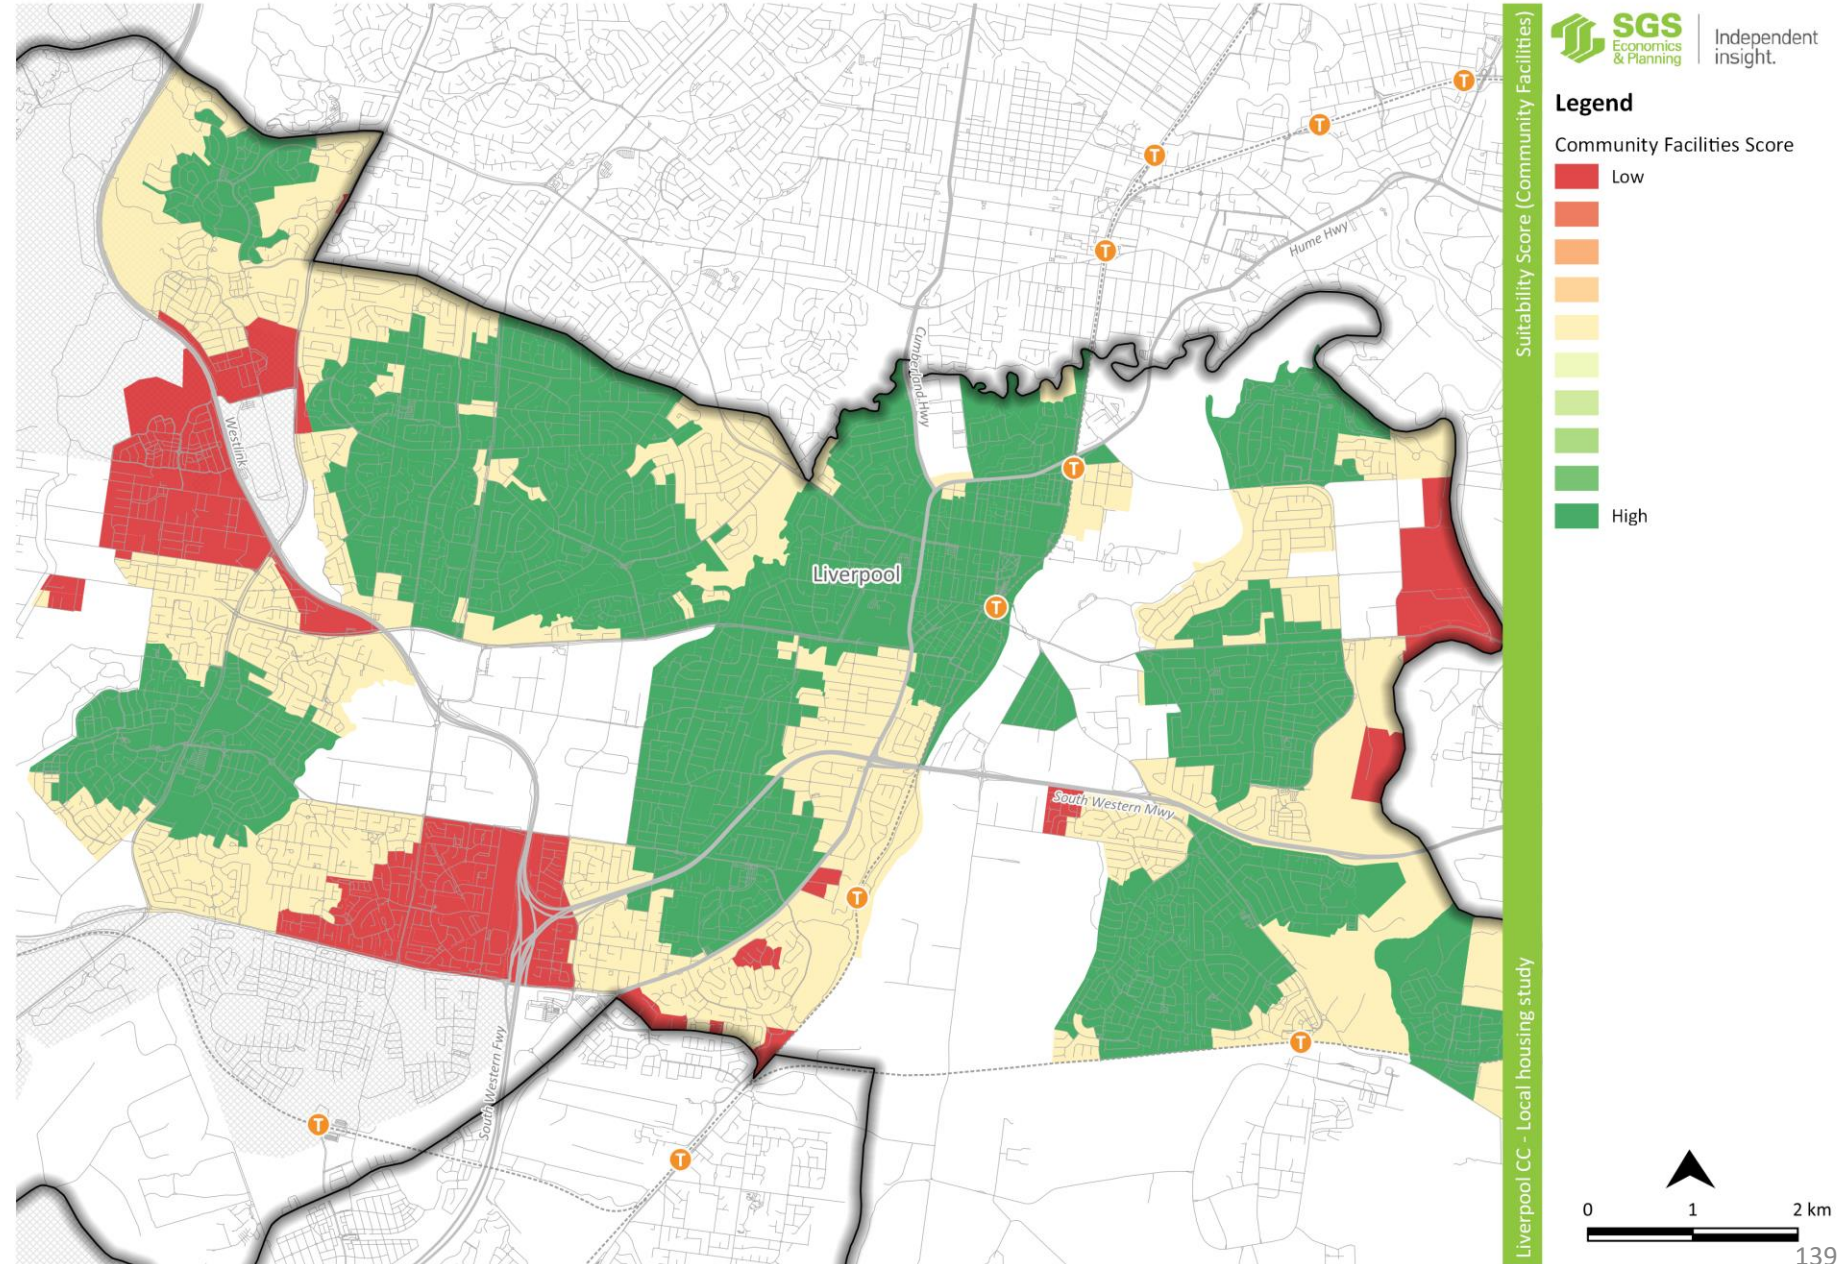 SGS
Economics
& Planning
Independent
insight.
Legend
Community Facilities Score
Low
High
Suitability Score (Community Facilities)
Liverpool CC - Local housing study
T
T
T
T
Hume Hwy
Cumberland Hwy
Westlink
T
Liverpool
T
South Western Mwy
T
South Western Fwy
T
T
T
0 1 2 km
139